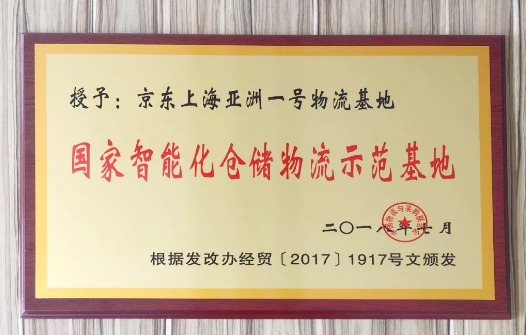 授予：京东上海亚洲一号物流基地
国家智能化仓储物流示范基地
二〇一八年七月
根据发改办经贸〔2017〕1917号文颁发